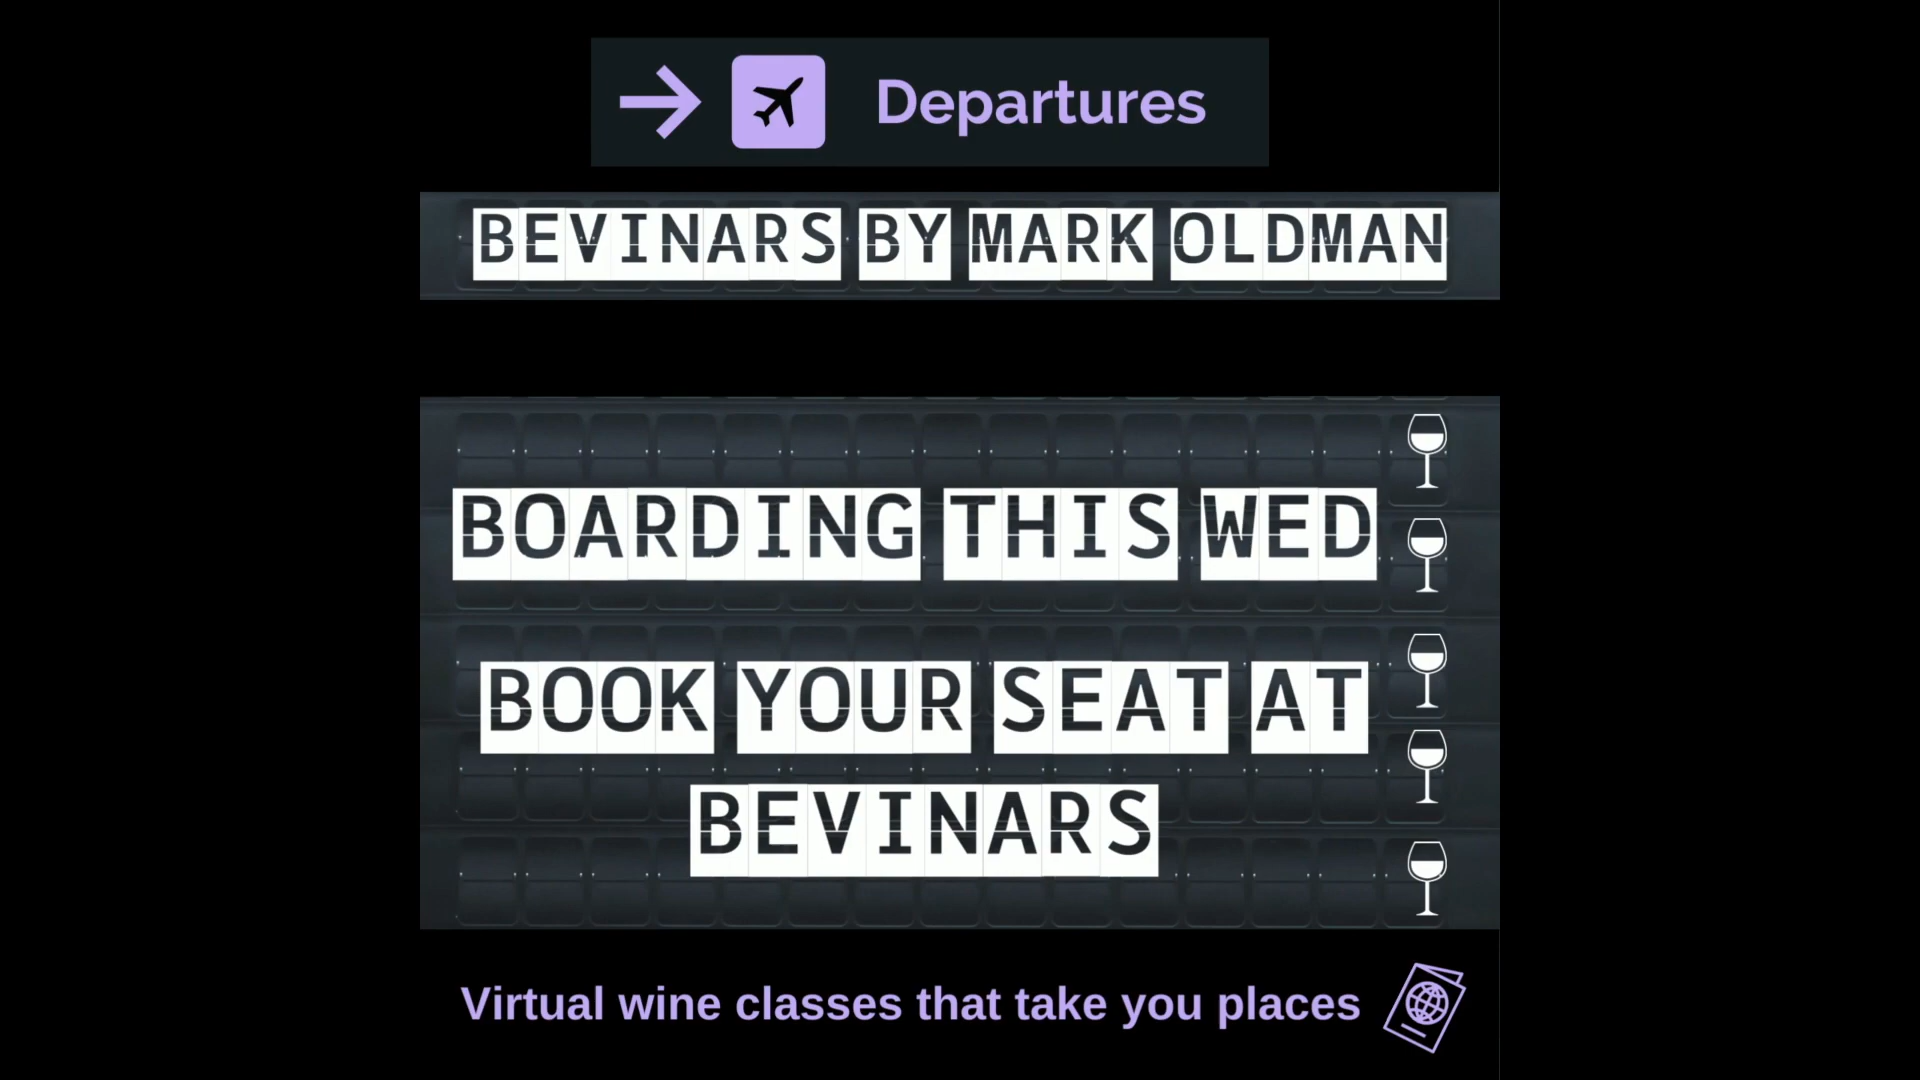 Departures
BEVINARS BY MARK OLDMAN
BOARDING THIS WED
BOOK YOUR SEAT AT
BEVINARS
Virtual wine classes that take you places